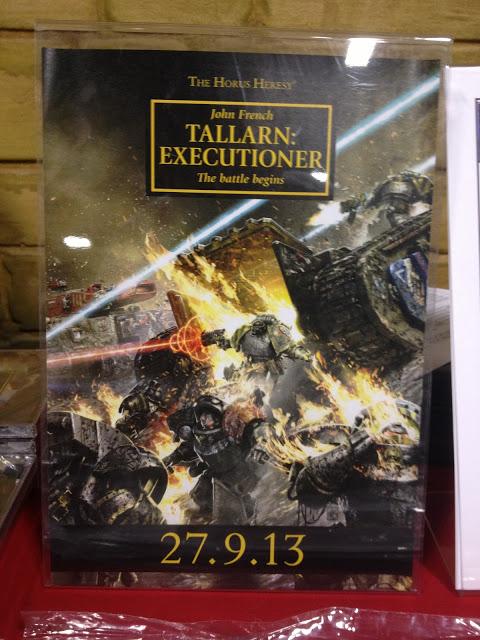 THE HORUS HERESY
John French
TALLARN:
EXECUTIONER
The battle begins
27.9.13